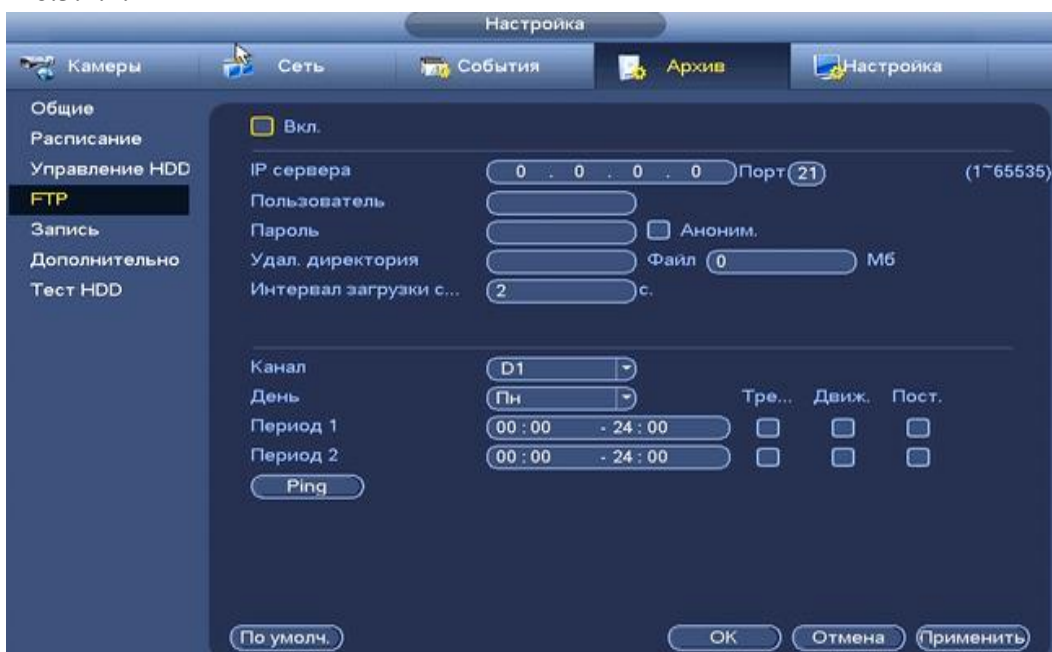 Настройка
Камеры Сеть События Архив Настройка
Общие
Расписание
Управление HDD
FTP
Запись
Дополнительно
Тест HDD
Вкл.
IP сервера 0 . 0 . 0 . 0 Порт 21 (1~65535)
Пользователь
Пароль Аноним.
Удал. директория Файл 0 Мб
Интервал загрузки с... 2 с.
Канал D1
День Пн Тре... Движ. Пост.
Период 1 00 : 00 - 24 : 00
Период 2 00 : 00 - 24 : 00
Ping
По умолч. OK Отмена Применить